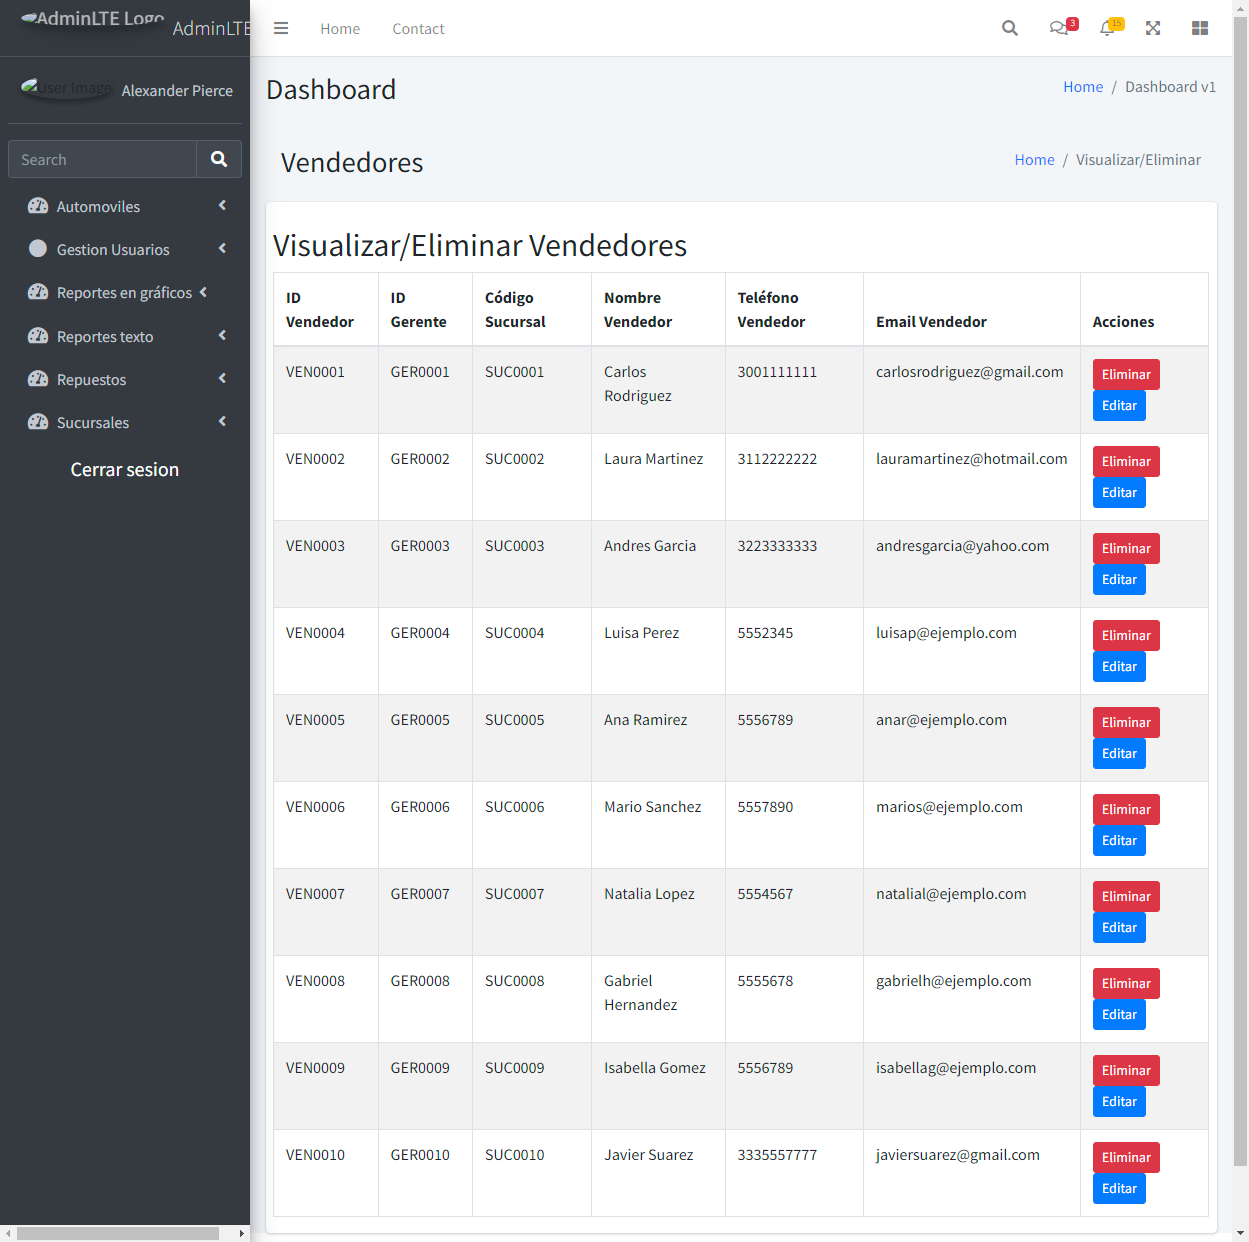 AdminLTE Logo
AdminLTE
Home
Contact
3
15
User Image
Alexander Pierce
Search
Automoviles
Gestion Usuarios
Reportes en gráficos
Reportes texto
Repuestos
Sucursales
Cerrar sesion
Dashboard
Home / Dashboard v1
Vendedores
Home / Visualizar/Eliminar
Visualizar/Eliminar Vendedores
ID Vendedor
ID Gerente
Código Sucursal
Nombre Vendedor
Teléfono Vendedor
Email Vendedor
Acciones
VEN0001 GER0001 SUC0001 Carlos Rodriguez 3001111111 carlosrodriguez@gmail.com Eliminar
Editar
VEN0002 GER0002 SUC0002 Laura Martinez 3112222222 lauramartinez@hotmail.com Eliminar
Editar
VEN0003 GER0003 SUC0003 Andres Garcia 3223333333 andresgarcia@yahoo.com Eliminar
Editar
VEN0004 GER0004 SUC0004 Luisa Perez 5552345 luisap@ejemplo.com Eliminar
Editar
VEN0005 GER0005 SUC0005 Ana Ramirez 5556789 anar@ejemplo.com Eliminar
Editar
VEN0006 GER0006 SUC0006 Mario Sanchez 5557890 marios@ejemplo.com Eliminar
Editar
VEN0007 GER0007 SUC0007 Natalia Lopez 5554567 natalial@ejemplo.com Eliminar
Editar
VEN0008 GER0008 SUC0008 Gabriel Hernandez 5555678 gabrielh@ejemplo.com Eliminar
Editar
VEN0009 GER0009 SUC0009 Isabella Gomez 5556789 isabellag@ejemplo.com Eliminar
Editar
VEN0010 GER0010 SUC0010 Javier Suarez 3335557777 javiersuarez@gmail.com Eliminar
Editar